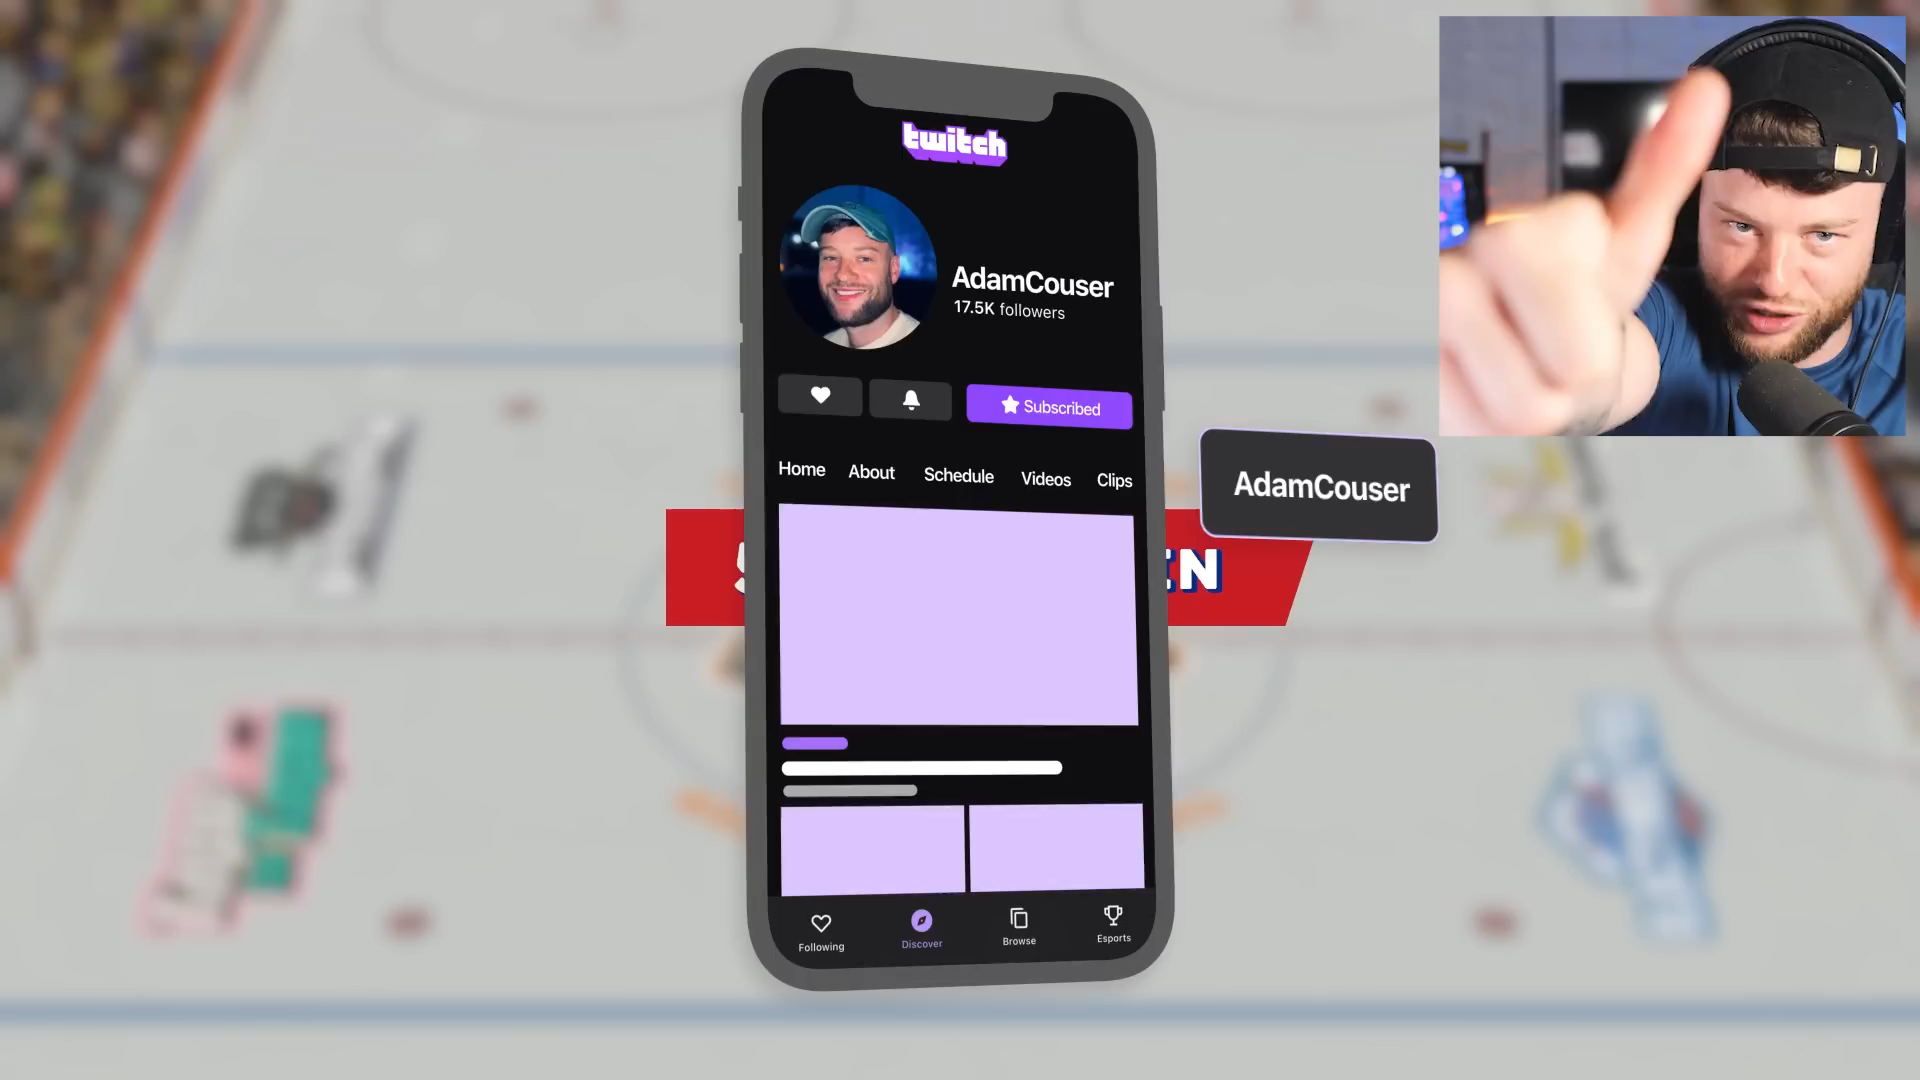 twitch
AdamCouser
17.5K followers
Subscribed
Home About Schedule Videos Clips
AdamCouser
Following Discover Browse Esports